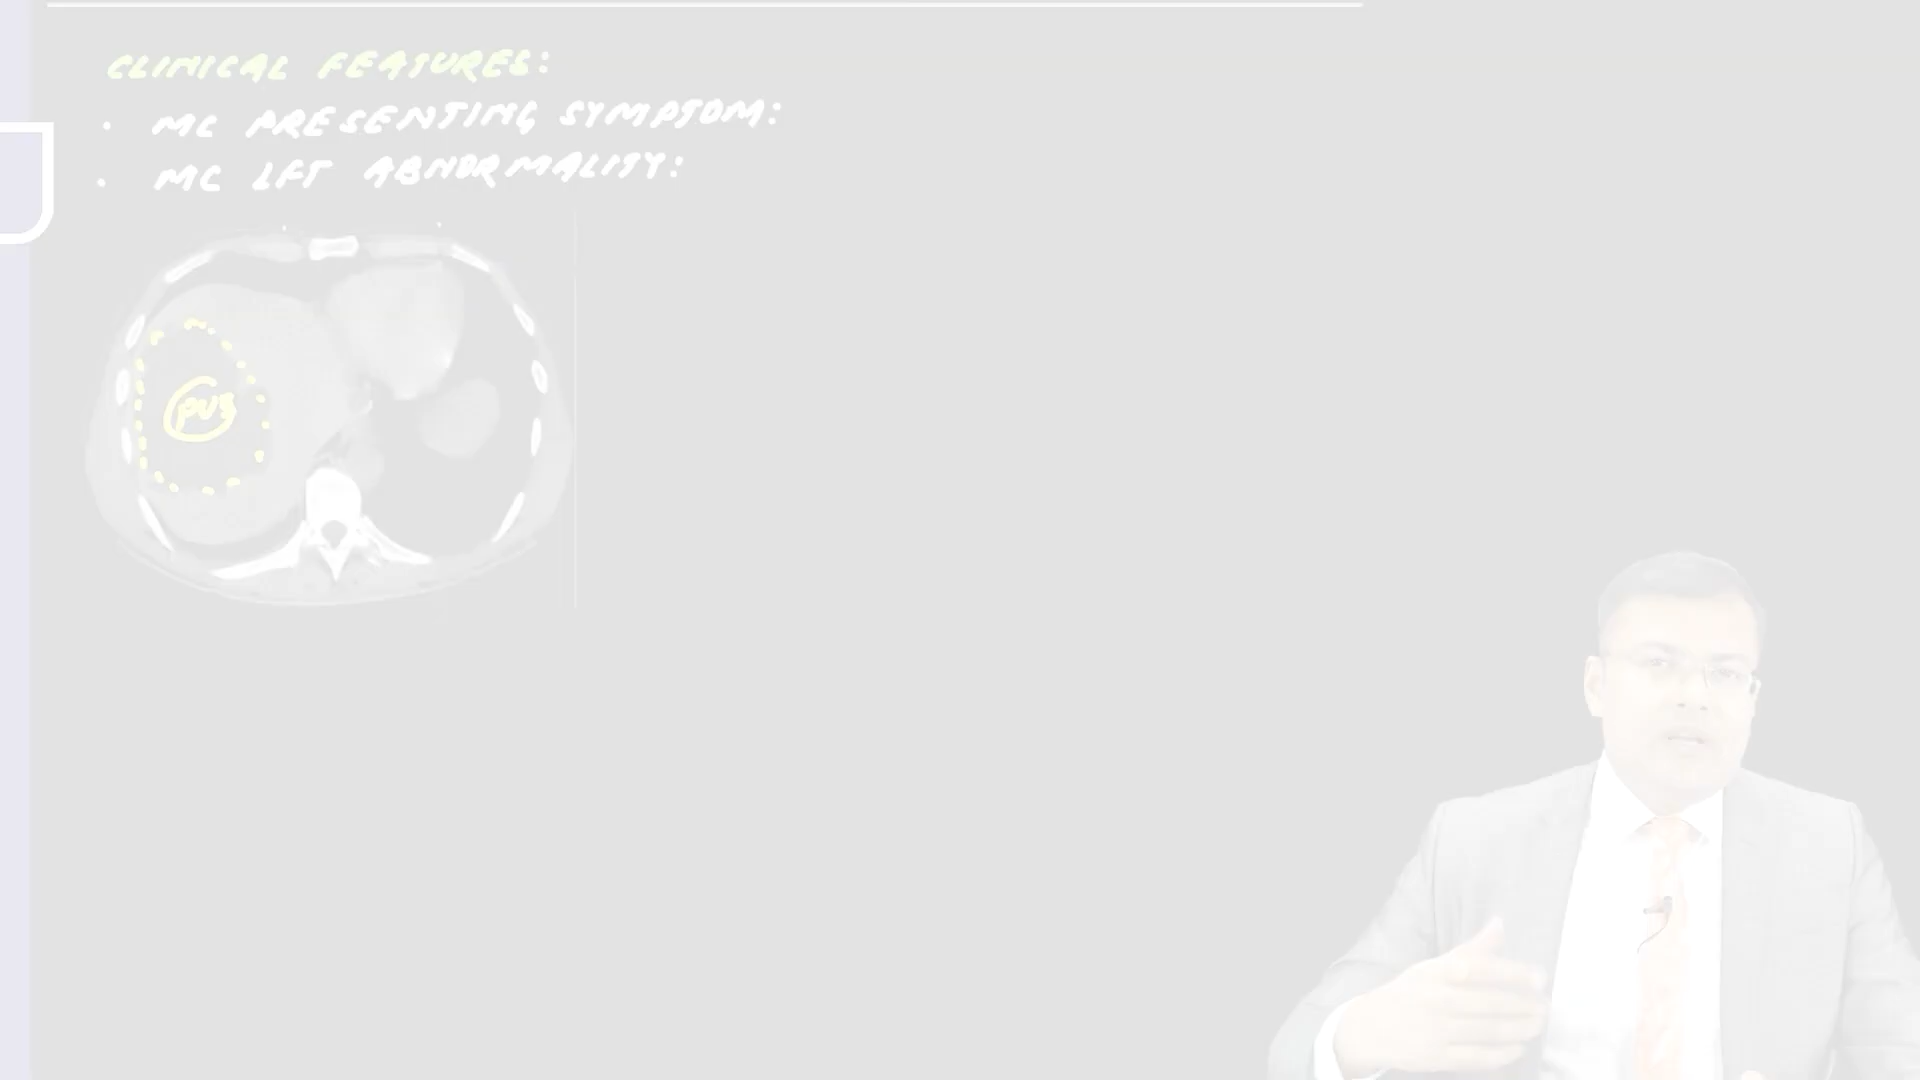 CLINICAL FEATURES:
• MC PRESENTING SYMPTOM:
• MC LFT ABNORMALITY:
PUS